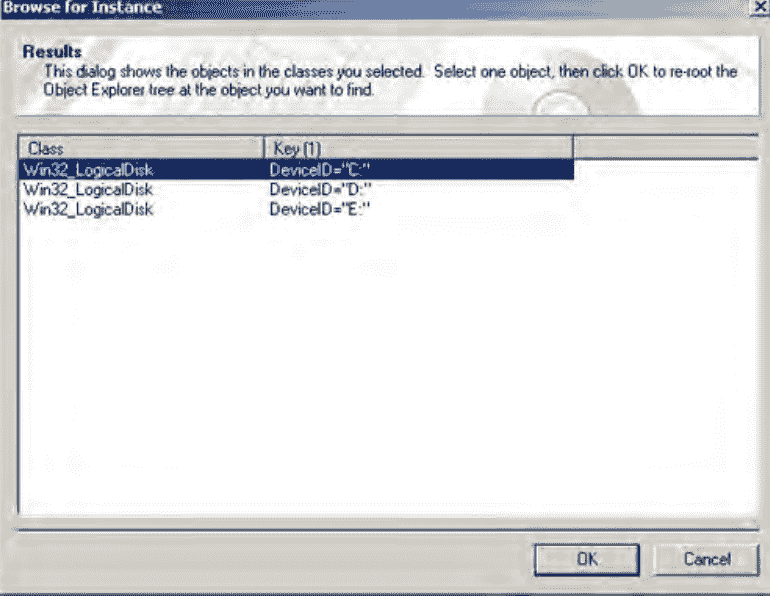 Browse for Instance
Results
This dialog shows the objects in the classes you selected. Select one object, then click OK to re-root the
Object Explorer tree at the object you want to find.
Class Key (1)
Win32_LogicalDisk DeviceID="C:"
Win32_LogicalDisk DeviceID="D:"
Win32_LogicalDisk DeviceID="E:"
OK Cancel